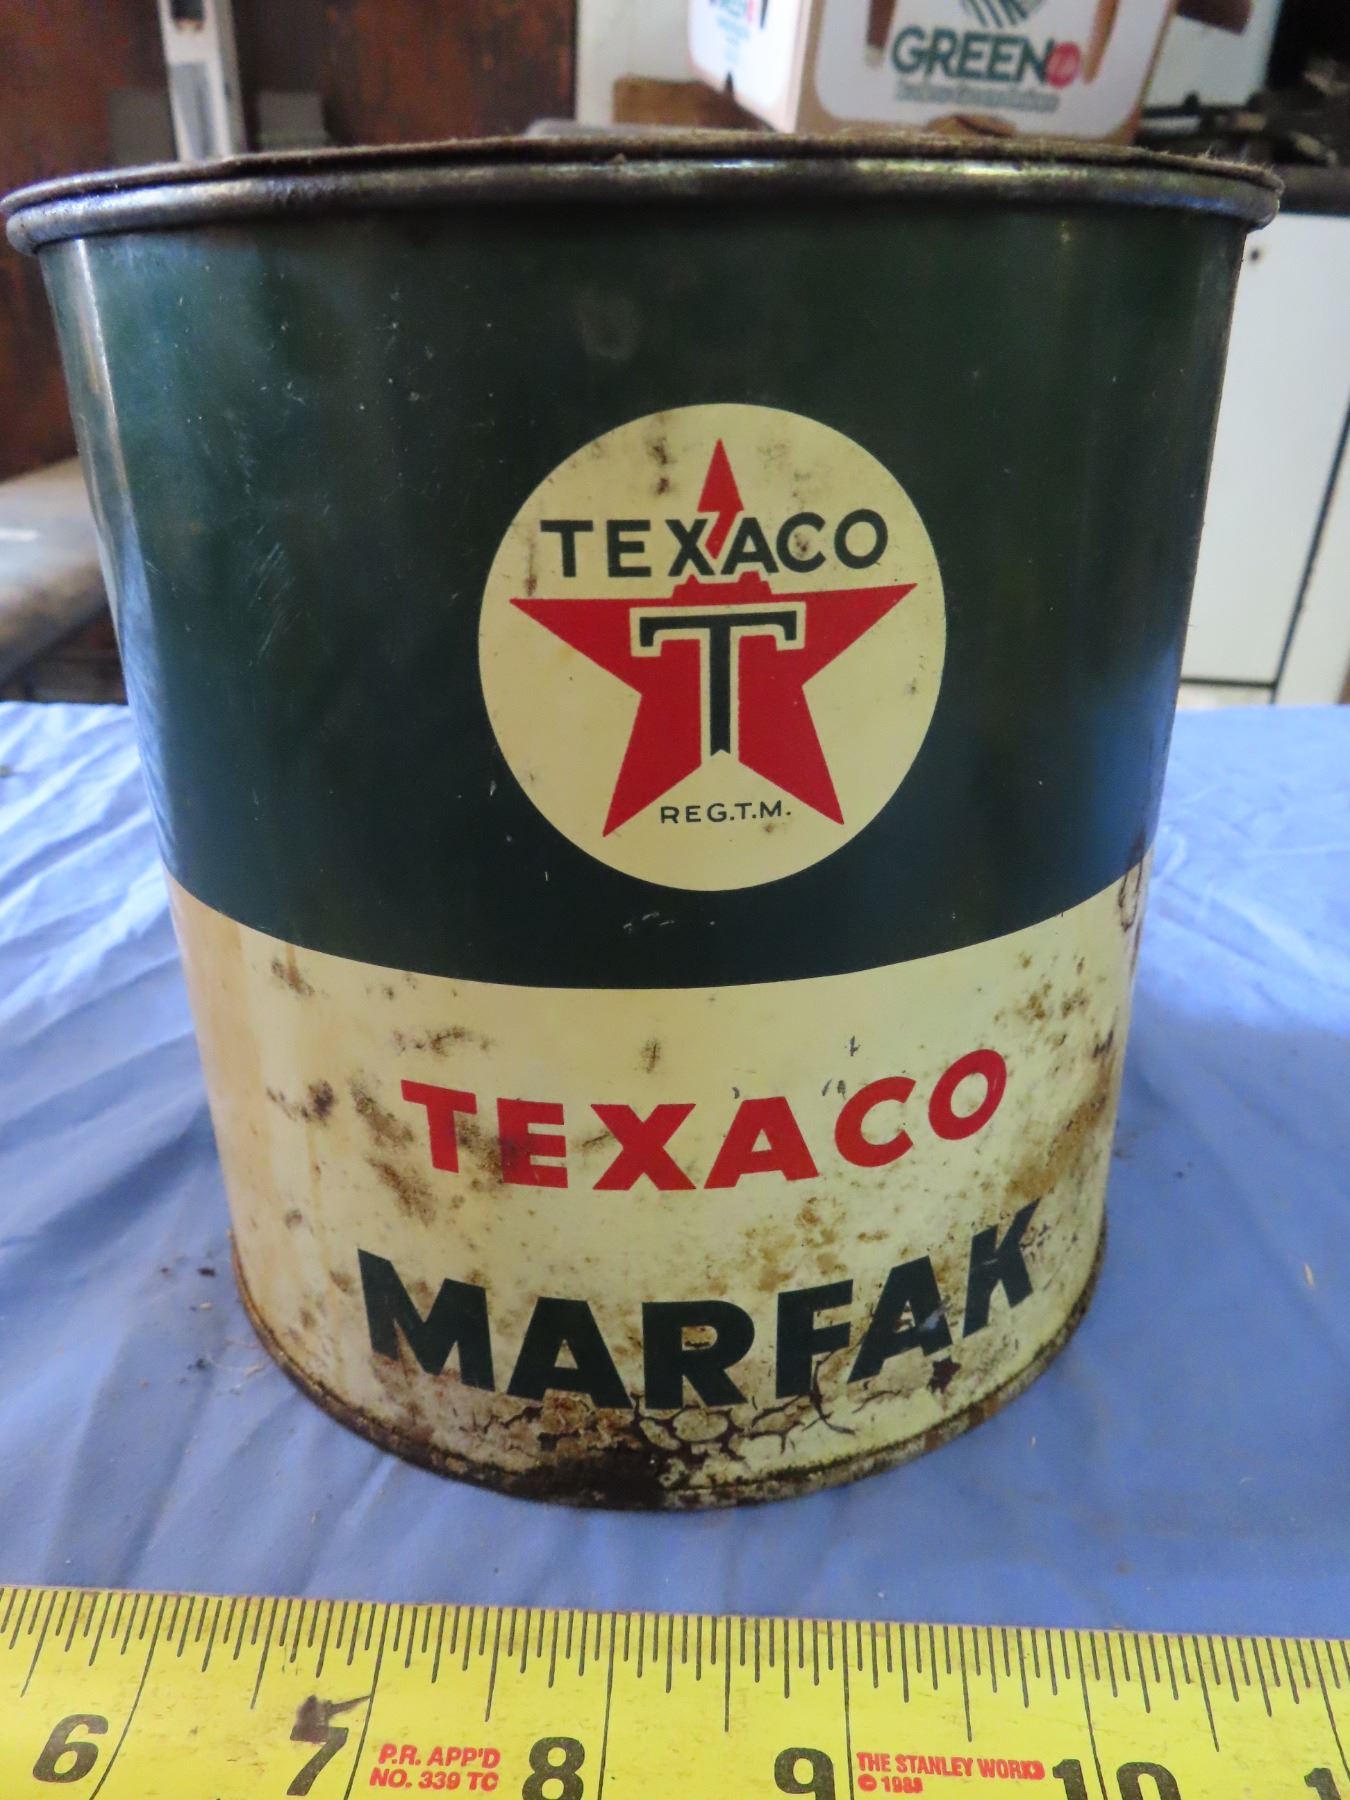 GREEN
TEXACO
T
REG.T.M.
TEXACO
MARFAK
6 7 8 9 10
P.R. APP'D
NO. 339 TC
THE STANLEY WORKS